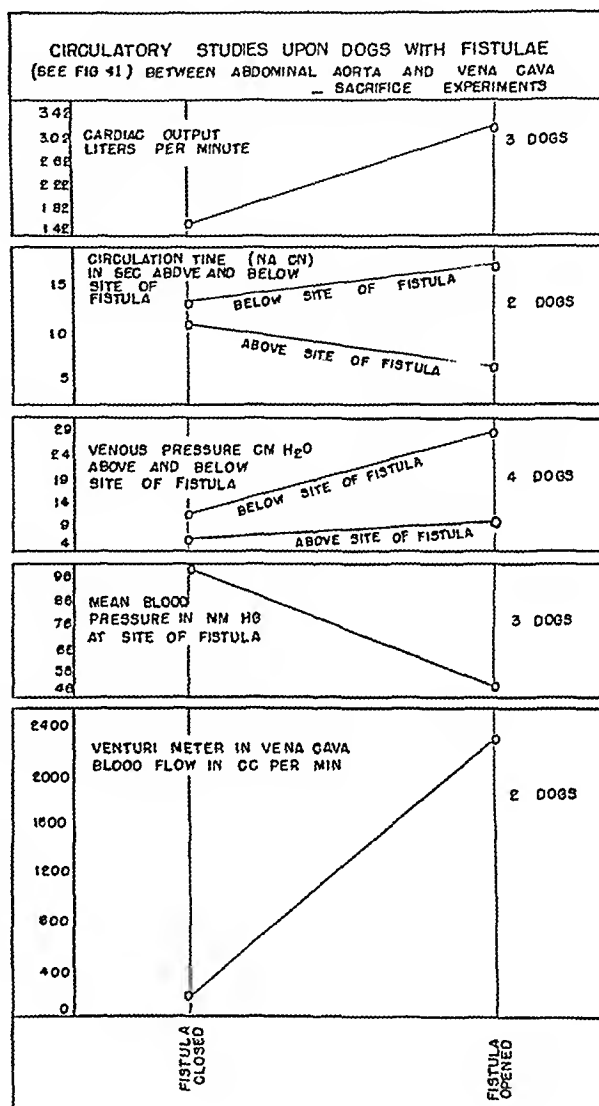 CIRCULATORY STUDIES UPON DOGS WITH FISTULAE
(SEE FIG 41) BETWEEN ABDOMINAL AORTA AND VENA CAVA
— SACRIFICE EXPERIMENTS
3 42
3 02
2 62
2 22
1 82
1 42
CARDIAC OUTPUT
LITERS PER MINUTE
3 DOGS
15
10
5
CIRCULATION TINE (NA CN)
IN SEC ABOVE AND BELOW
SITE OF
FISTULA
BELOW SITE OF FISTULA
ABOVE SITE OF FISTULA
2 DOGS
29
24
19
14
9
4
VENOUS PRESSURE CM H2O
ABOVE AND BELOW
SITE OF FISTULA
BELOW SITE OF FISTULA
ABOVE SITE OF FISTULA
4 DOGS
96
86
76
66
56
46
MEAN BLOOD
PRESSURE IN MM HG
AT SITE OF FISTULA
3 DOGS
2400
2000
1600
1200
800
400
0
VENTURI METER IN VENA CAVA
BLOOD FLOW IN CC PER MIN
2 DOGS
FISTULA
CLOSED
FISTULA
OPENED